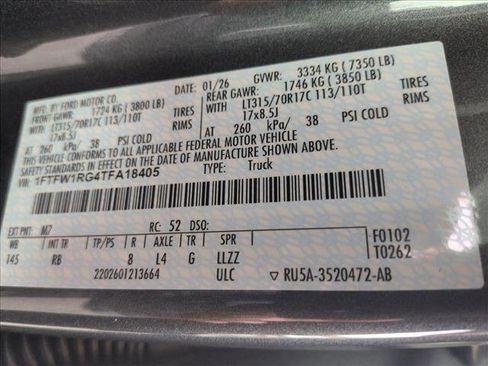 MFD. BY FORD MOTOR CO. DATE: 01/26 GVWR: 3334 KG (7350 LB)
FRONT GAWR: 1724 KG (3800 LB) REAR GAWR: 1746 KG (3850 LB)
WITH LT315/70R17C 113/110T TIRES WITH LT315/70R17C 113/110T TIRES
17x8.5J RIMS 17x8.5J RIMS
AT 260 kPa/ 38 PSI COLD AT 260 kPa/ 38 PSI COLD
THIS VEHICLE CONFORMS TO ALL APPLICABLE FEDERAL MOTOR VEHICLE
SAFETY STANDARDS IN EFFECT ON THE DATE OF MANUFACTURE SHOWN ABOVE.
VIN: 1FTFW1RG4TFA18405 TYPE: Truck
M7 RC: 52 DSO: F0102
WB INT TR TP/PS R AXLE TR SPR T0262
145 RB 8 L4 G LLZZ
2202601213664 ULC ▽ RU5A-3520472-AB